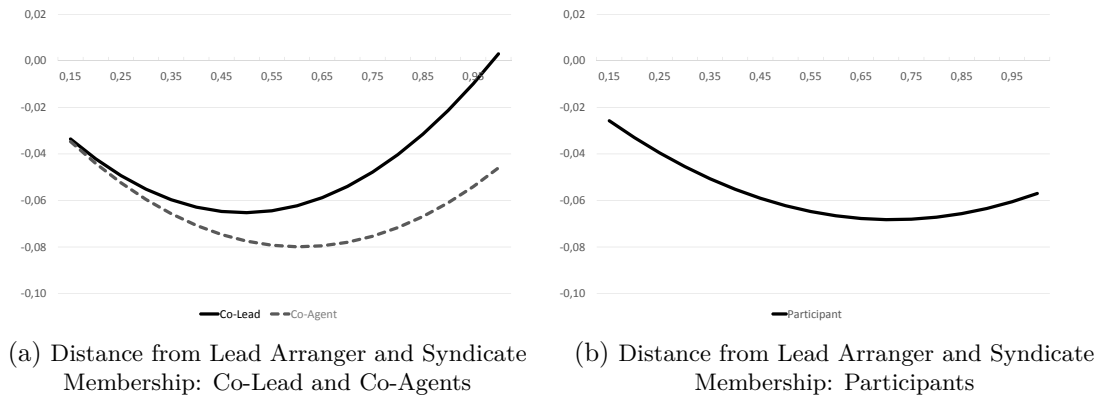 0,02
0,00
-0,02
-0,04
-0,06
-0,08
-0,10
0,15 0,25 0,35 0,45 0,55 0,65 0,75 0,85 0,95
Co-Lead Co-Agent
(a) Distance from Lead Arranger and Syndicate
Membership: Co-Lead and Co-Agents
0,02
0,00
-0,02
-0,04
-0,06
-0,08
-0,10
0,15 0,25 0,35 0,45 0,55 0,65 0,75 0,85 0,95
Participant
(b) Distance from Lead Arranger and Syndicate
Membership: Participants